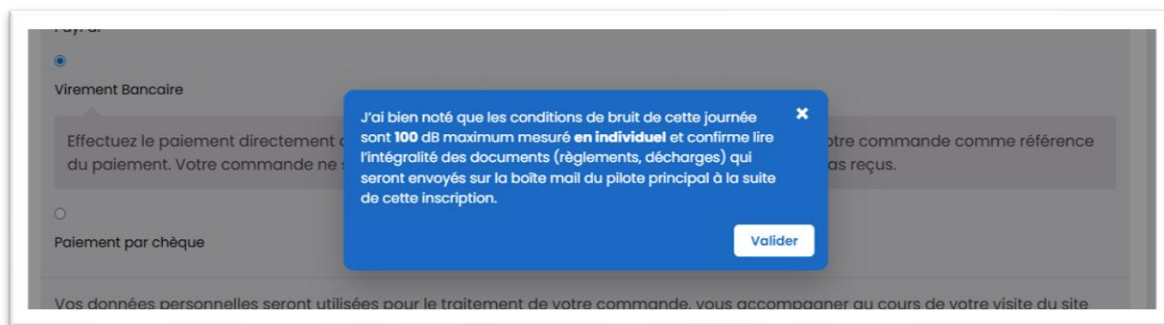 Virement Bancaire
J'ai bien noté que les conditions de bruit de cette journée
sont 100 dB maximum mesuré en individuel et confirme lire
l'intégralité des documents (règlements, décharges) qui
seront envoyés sur la boîte mail du pilote principal à la suite
de cette inscription.
Valider
Effectuez le paiement directement
otre commande comme référence
du paiement. Votre commande ne
as reçus.
Paiement par chèque
Vos données personnelles seront utilisées pour le traitement de votre commande, vous accompagner au cours de votre visite du site